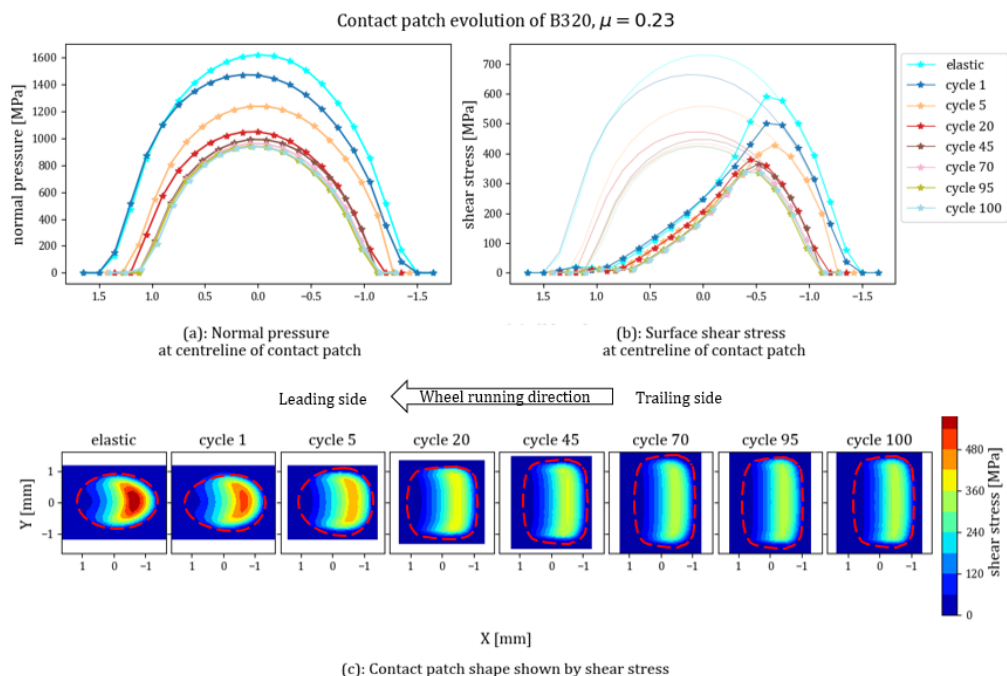 Contact patch evolution of B320, μ = 0.23
normal pressure [MPa]
1600
1400
1200
1000
800
600
400
200
0
1.5 1.0 0.5 0.0 −0.5 −1.0 −1.5
(a): Normal pressure
at centreline of contact patch
shear stress [MPa]
700
600
500
400
300
200
100
0
1.5 1.0 0.5 0.0 −0.5 −1.0 −1.5
(b): Surface shear stress
at centreline of contact patch
elastic
cycle 1
cycle 5
cycle 20
cycle 45
cycle 70
cycle 95
cycle 100
Leading side Wheel running direction Trailing side
elastic cycle 1 cycle 5 cycle 20 cycle 45 cycle 70 cycle 95 cycle 100
Y [mm]
1
0
−1
1 0 −1 1 0 −1 1 0 −1 1 0 −1 1 0 −1 1 0 −1 1 0 −1 1 0 −1
480
360
240
120
0
shear stress [MPa]
X [mm]
(c): Contact patch shape shown by shear stress